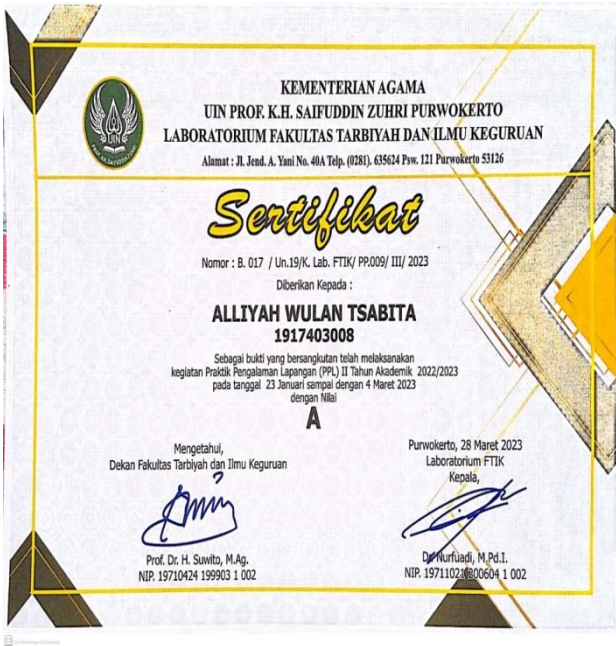 KEMENTERIAN AGAMA
UIN PROF. K.H. SAIFUDDIN ZUHRI PURWOKERTO
LABORATORIUM FAKULTAS TARBIYAH DAN ILMU KEGURUAN
Alamat : Jl. Jend. A. Yani No. 40A Telp. (0281). 635624 Psw. 121 Purwokerto 53126
UIN
Sertifikat
Nomor : B. 017 / Un.19/K. Lab. FTIK/ PP.009/ III/ 2023
Diberikan Kepada :
ALLIYAH WULAN TSABITA
1917403008
Sebagai bukti yang bersangkutan telah melaksanakan
kegiatan Praktik Pengalaman Lapangan (PPL) II Tahun Akademik 2022/2023
pada tanggal 23 Januari sampai dengan 4 Maret 2023
dengan Nilai
A
Mengetahui,
Dekan Fakultas Tarbiyah dan Ilmu Keguruan
Prof. Dr. H. Suwito, M.Ag.
NIP. 19710424 199903 1 002
Purwokerto, 28 Maret 2023
Laboratorium FTIK
Kepala,
Dr. Nurfuadi, M.Pd.I.
NIP. 19711021 200604 1 002